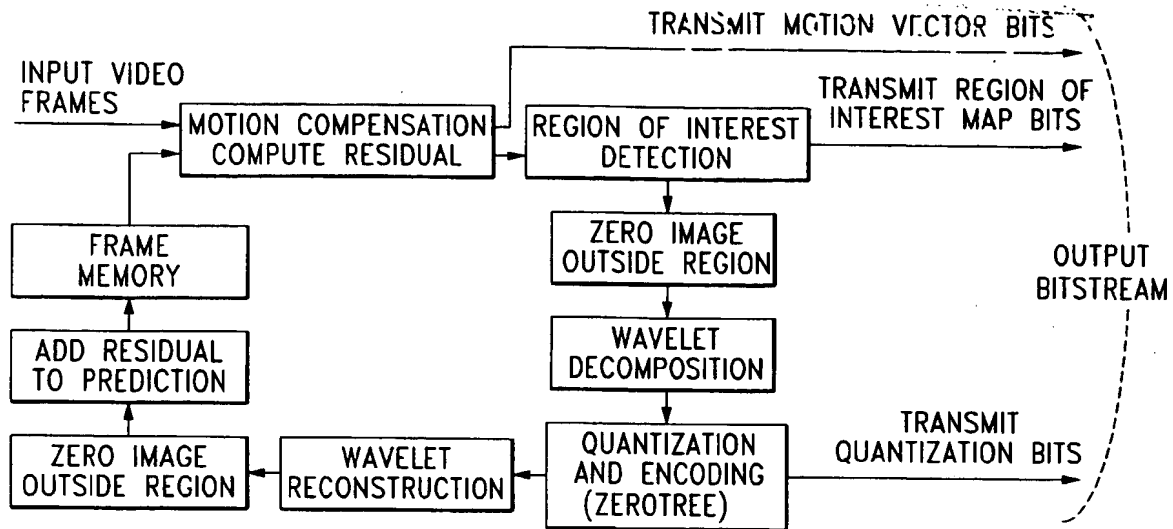 TRANSMIT MOTION VECTOR BITS
INPUT VIDEO
FRAMES
TRANSMIT REGION OF
INTEREST MAP BITS
MOTION COMPENSATION
COMPUTE RESIDUAL
REGION OF INTEREST
DETECTION
ZERO IMAGE
OUTSIDE REGION
FRAME
MEMORY
OUTPUT
BITSTREAM
WAVELET
DECOMPOSITION
ADD RESIDUAL
TO PREDICTION
TRANSMIT
QUANTIZATION BITS
QUANTIZATION
AND ENCODING
(ZEROTREE)
WAVELET
RECONSTRUCTION
ZERO IMAGE
OUTSIDE REGION